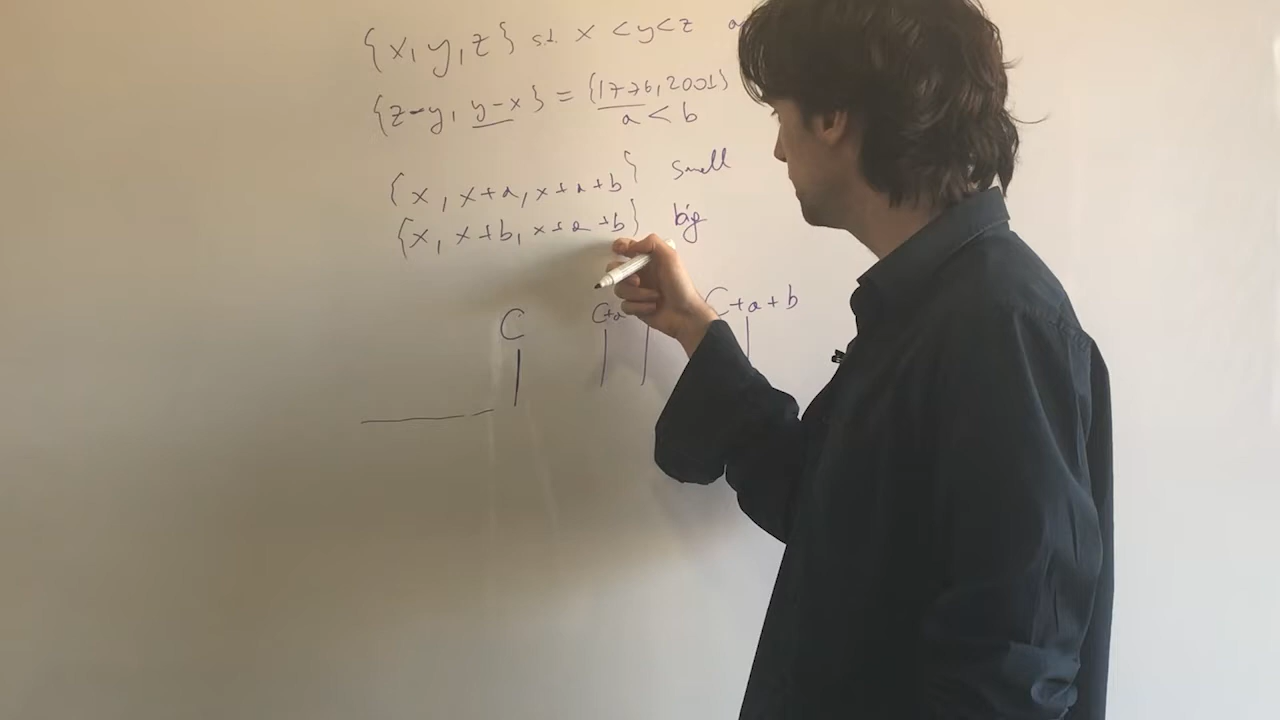 {x, y, z} s.t. x < y < z
{z-y, y-x} = {1776, 2001}
a < b
{x, x+a, x+a+b} small
{x, x+b, x+a+b} big
C C+a C+a+b